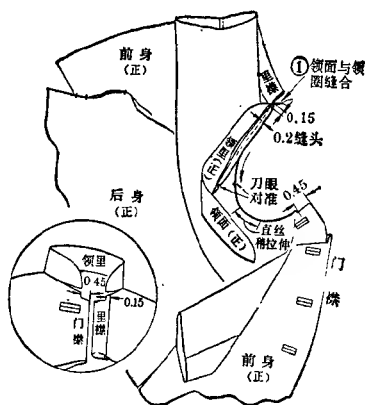 前身
(正)
里襟
①领面与领
圈缝合
0.15
0.2缝头
领里(正)
后身
(正)
刀眼
对准
0.45
领面(正)
直丝
稍拉伸
门襟
领里
0.45
0.15
门襟
里襟
前身
(正)